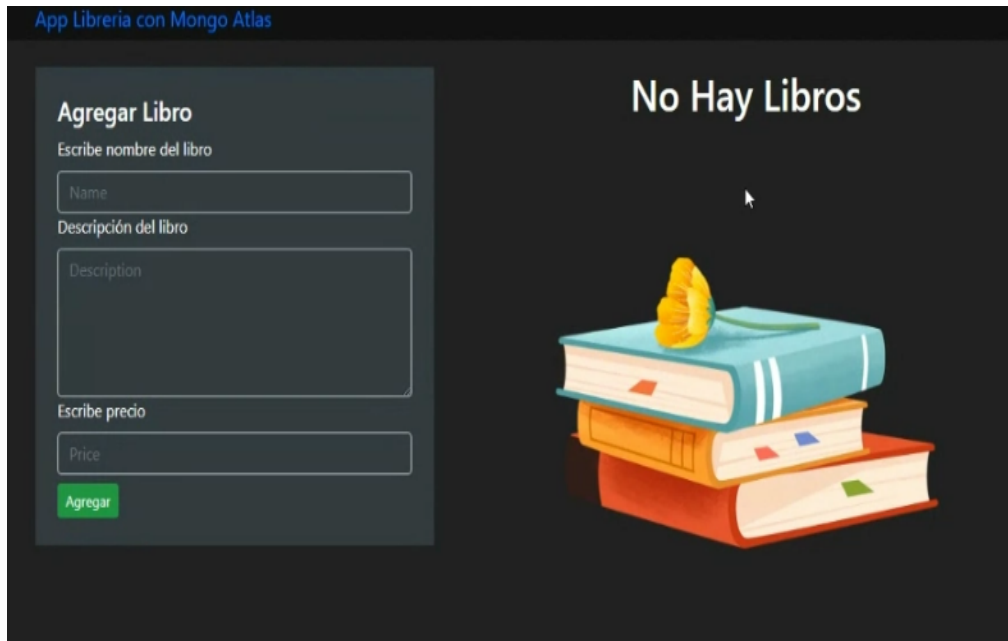 App Libreria con Mongo Atlas
Agregar Libro
Escribe nombre del libro
Name
Descripción del libro
Description
Escribe precio
Price
Agregar
No Hay Libros